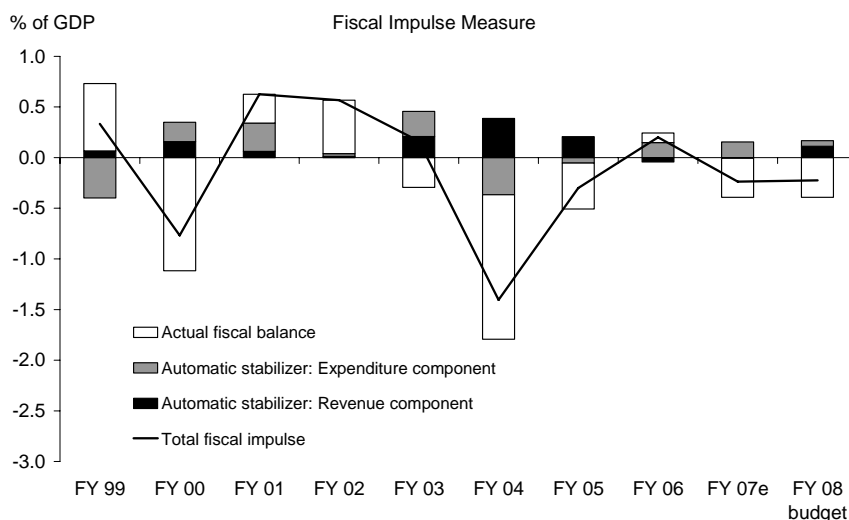 % of GDP
Fiscal Impulse Measure
1.0
0.5
0.0
-0.5
-1.0
-1.5
-2.0
-2.5
-3.0
Actual fiscal balance
Automatic stabilizer: Expenditure component
Automatic stabilizer: Revenue component
Total fiscal impulse
FY 99 FY 00 FY 01 FY 02 FY 03 FY 04 FY 05 FY 06 FY 07e FY 08
budget